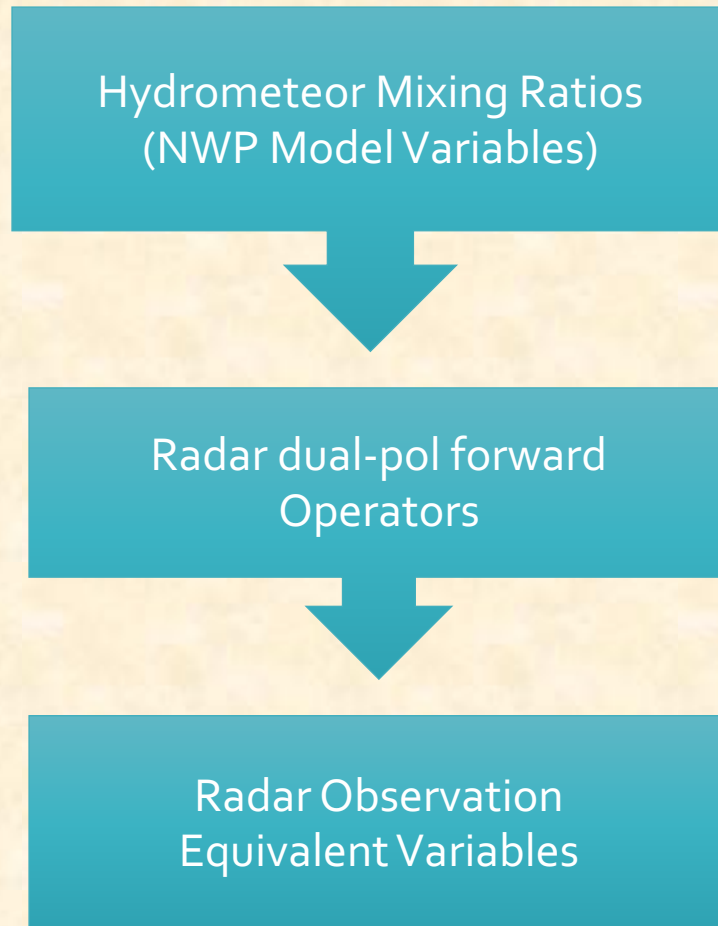 Hydrometeor Mixing Ratios
(NWP Model Variables)
Radar dual-pol forward
Operators
Radar Observation
Equivalent Variables